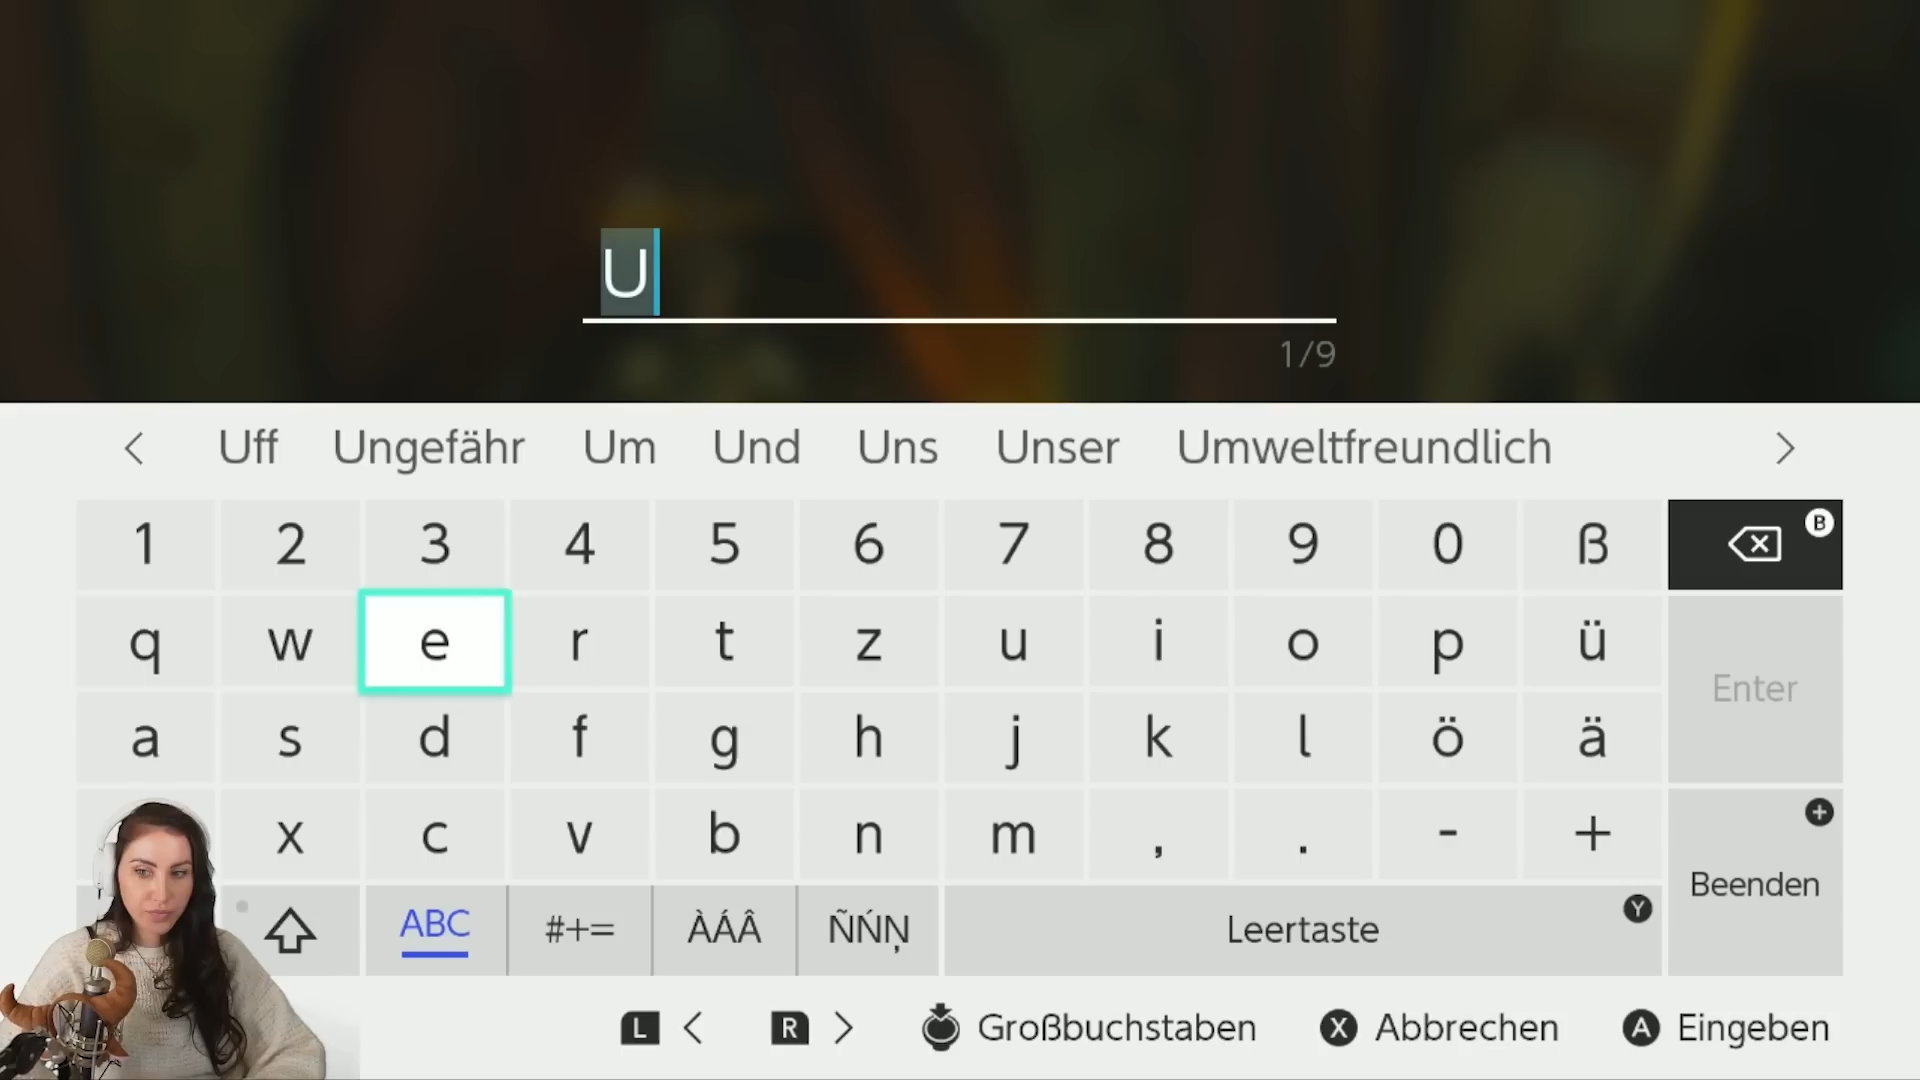 U
1/9
Uff Ungefähr Um Und Uns Unser Umweltfreundlich
1 2 3 4 5 6 7 8 9 0 ß B
q w e r t z u i o p ü Enter
a s d f g h j k l ö ä
x c v b n m , . - + +
ABC #+= ÀÁÂ ÑŃŅ Leertaste Y Beenden
L R Großbuchstaben X Abbrechen A Eingeben